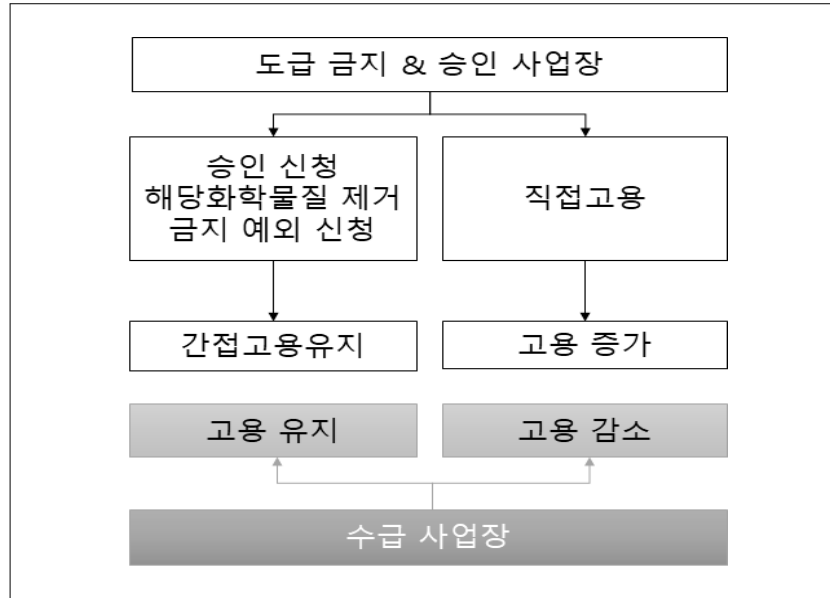 도급 금지 & 승인 사업장
승인 신청
해당화학물질 제거
금지 예외 신청
직접고용
간접고용유지
고용 증가
고용 유지
고용 감소
수급 사업장